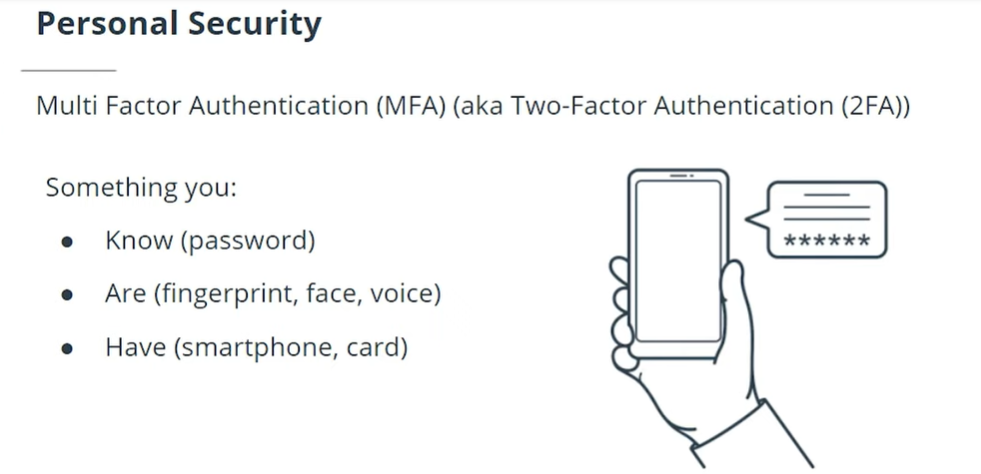 Personal Security
Multi Factor Authentication (MFA) (aka Two-Factor Authentication (2FA))
Something you:
● Know (password)
● Are (fingerprint, face, voice)
● Have (smartphone, card)
******